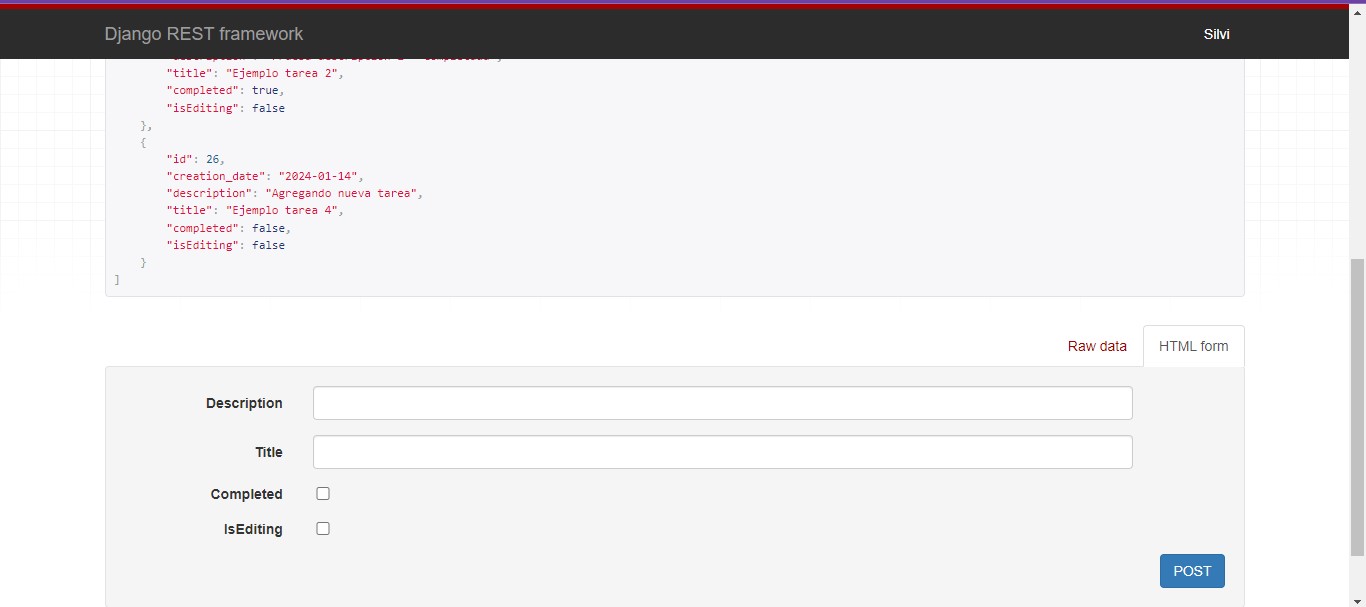 Django REST framework
Silvi
"title": "Ejemplo tarea 2",
"completed": true,
"isEditing": false
},
{
"id": 26,
"creation_date": "2024-01-14",
"description": "Agregando nueva tarea",
"title": "Ejemplo tarea 4",
"completed": false,
"isEditing": false
}
]
Raw data
HTML form
Description
Title
Completed
IsEditing
POST